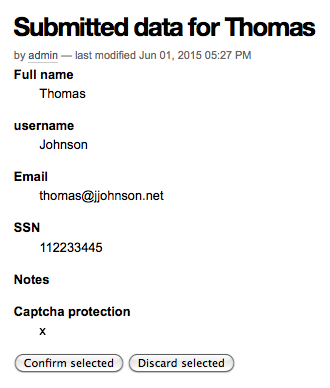 Submitted data for Thomas
by admin — last modified Jun 01, 2015 05:27 PM
Full name
Thomas
username
Johnson
Email
thomas@jjohnson.net
SSN
112233445
Notes
Captcha protection
x
Confirm selected Discard selected